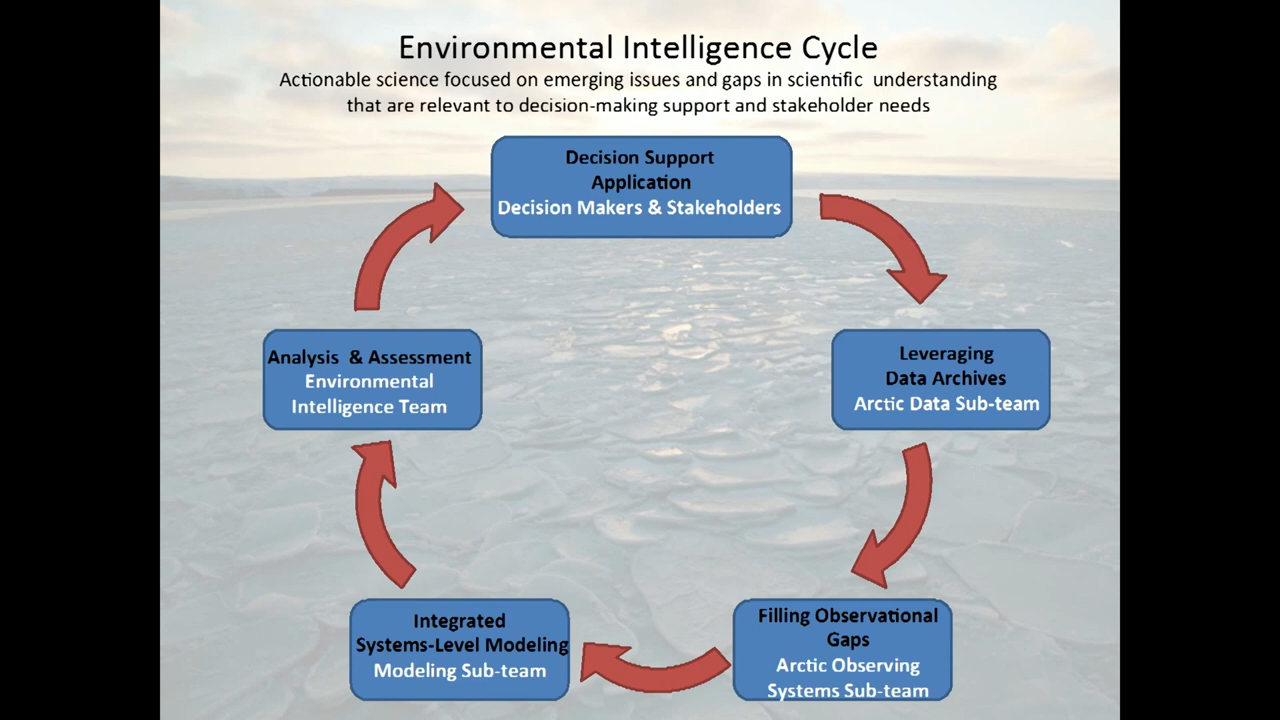 Environmental Intelligence Cycle
Actionable science focused on emerging issues and gaps in scientific understanding
that are relevant to decision-making support and stakeholder needs
Decision Support
Application
Decision Makers & Stakeholders
Leveraging
Data Archives
Arctic Data Sub-team
Filling Observational
Gaps
Arctic Observing
Systems Sub-team
Integrated
Systems-Level Modeling
Modeling Sub-team
Analysis & Assessment
Environmental
Intelligence Team